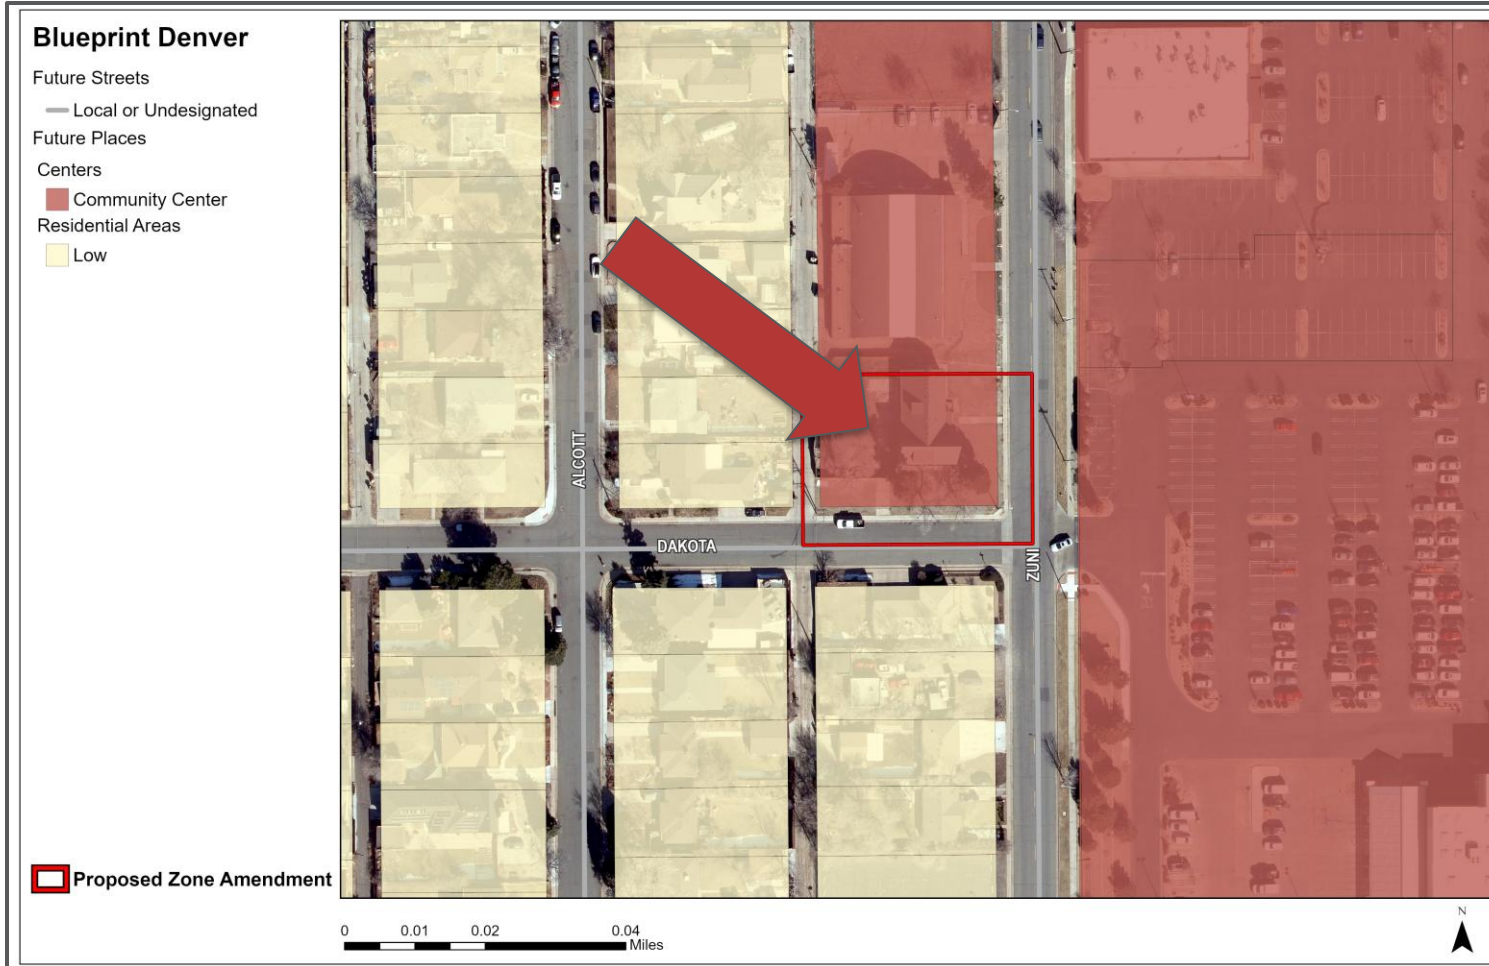 Blueprint Denver
Future Streets
Local or Undesignated
Future Places
Centers
Community Center
Residential Areas
Low
Proposed Zone Amendment
ALCOTT
DAKOTA
ZUNI
0 0.01 0.02 0.04
Miles
N